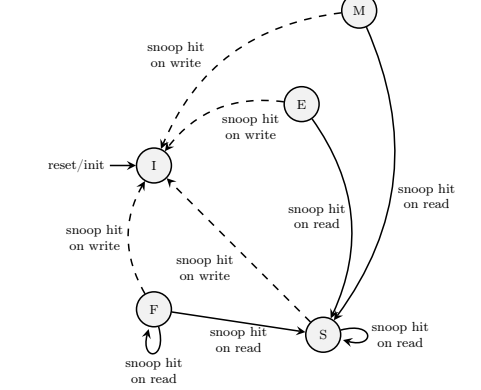 M
snoop hit
on write
E
snoop hit
on write
reset/init
I
snoop hit
on read
snoop hit
on read
snoop hit
on write
snoop hit
on write
F
snoop hit
on read
S
snoop hit
on read
snoop hit
on read